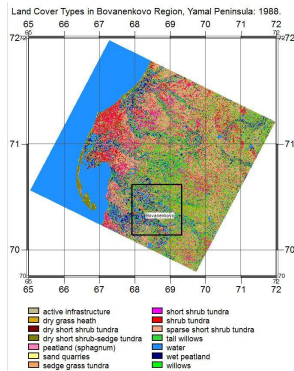 Land Cover Types in Bovanenkovo Region, Yamal Peninsula: 1988.
72 65 66 67 68 69 70 71 72 72
71 71
70 70
70 65 66 67 68 69 70 71 72 70
Bovanenkovo
active infrastructure
dry grass heath
dry short shrub tundra
dry short shrub-sedge tundra
peatland (sphagnum)
sand quarries
sedge grass tundra
short shrub tundra
shrub tundra
sparse short shrub tundra
tall willows
water
wet peatland
willows